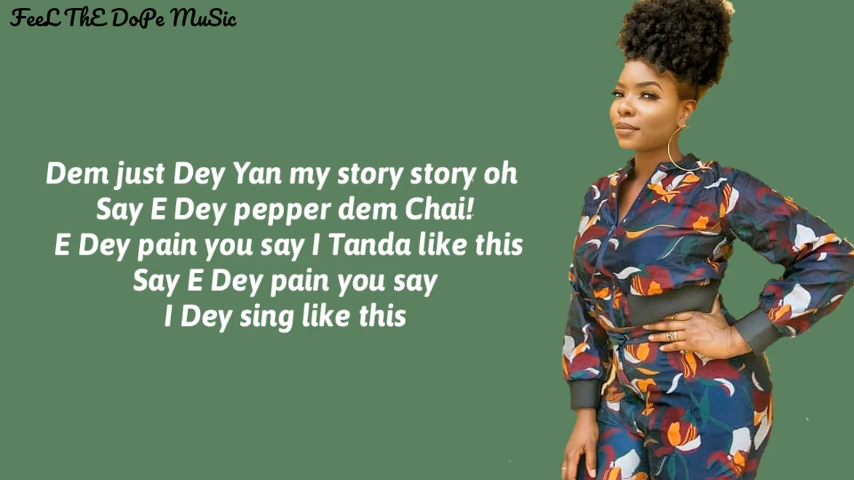 FeeL ThE DoPe MuSic
Dem just Dey Yan my story story oh
Say E Dey pepper dem Chai!
E Dey pain you say I Tanda like this
Say E Dey pain you say
I Dey sing like this